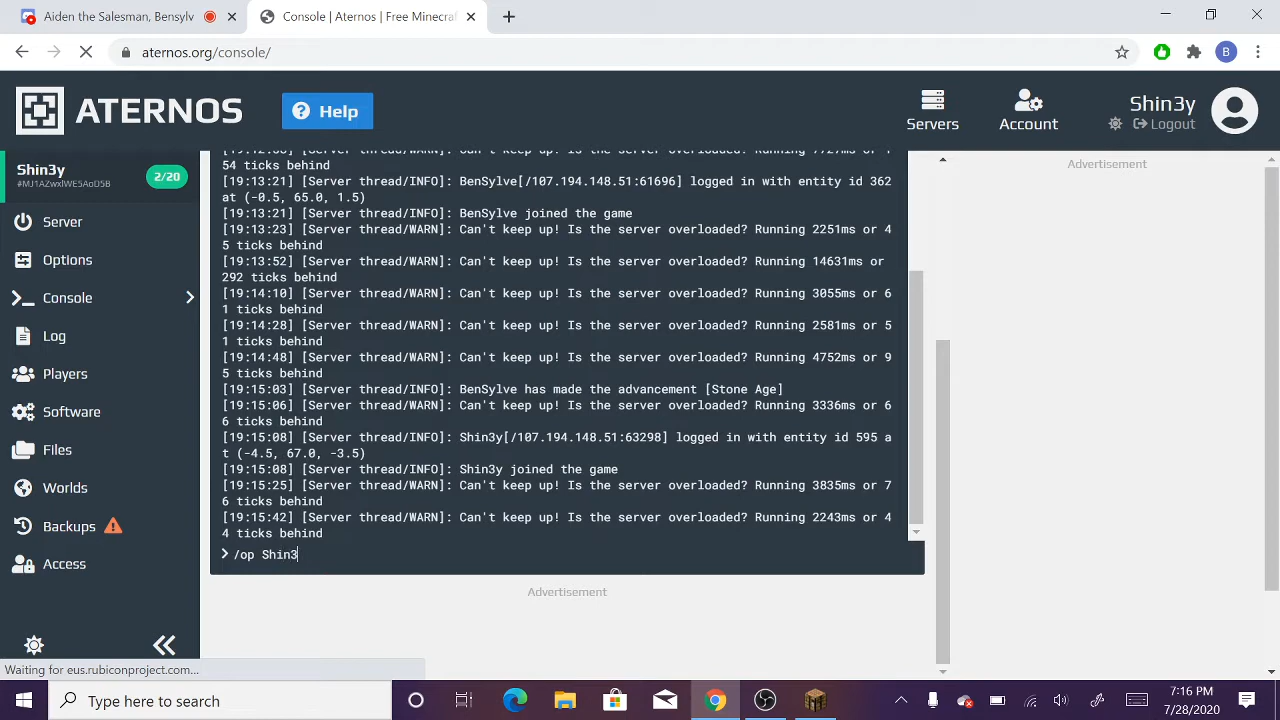 Aiden the Salesman, Bensylv
Console | Aternos | Free Minecraf
aternos.org/console/
B
ATERNOS
? Help
Servers
Account
Shin3y
Logout
Shin3y
#MJ1AZwxlWE5AoD5B
2/20
Server
Options
Console
Log
Players
Software
Files
Worlds
Backups
Access
54 ticks behind
[19:13:21] [Server thread/INFO]: BenSylve[/107.194.148.51:61696] logged in with entity id 362
at (-0.5, 65.0, 1.5)
[19:13:21] [Server thread/INFO]: BenSylve joined the game
[19:13:23] [Server thread/WARN]: Can't keep up! Is the server overloaded? Running 2251ms or 4
5 ticks behind
[19:13:52] [Server thread/WARN]: Can't keep up! Is the server overloaded? Running 14631ms or
292 ticks behind
[19:14:10] [Server thread/WARN]: Can't keep up! Is the server overloaded? Running 3055ms or 6
1 ticks behind
[19:14:28] [Server thread/WARN]: Can't keep up! Is the server overloaded? Running 2581ms or 5
1 ticks behind
[19:14:48] [Server thread/WARN]: Can't keep up! Is the server overloaded? Running 4752ms or 9
5 ticks behind
[19:15:03] [Server thread/INFO]: BenSylve has made the advancement [Stone Age]
[19:15:06] [Server thread/WARN]: Can't keep up! Is the server overloaded? Running 3336ms or 6
6 ticks behind
[19:15:08] [Server thread/INFO]: Shin3y[/107.194.148.51:63298] logged in with entity id 595 a
t (-4.5, 67.0, -3.5)
[19:15:08] [Server thread/INFO]: Shin3y joined the game
[19:15:25] [Server thread/WARN]: Can't keep up! Is the server overloaded? Running 3835ms or 7
6 ticks behind
[19:15:42] [Server thread/WARN]: Can't keep up! Is the server overloaded? Running 2243ms or 4
4 ticks behind
/op Shin3
Advertisement
Advertisement
Waiting for eus.rubiconproject.com...
Type here to search
7:16 PM
7/28/2020